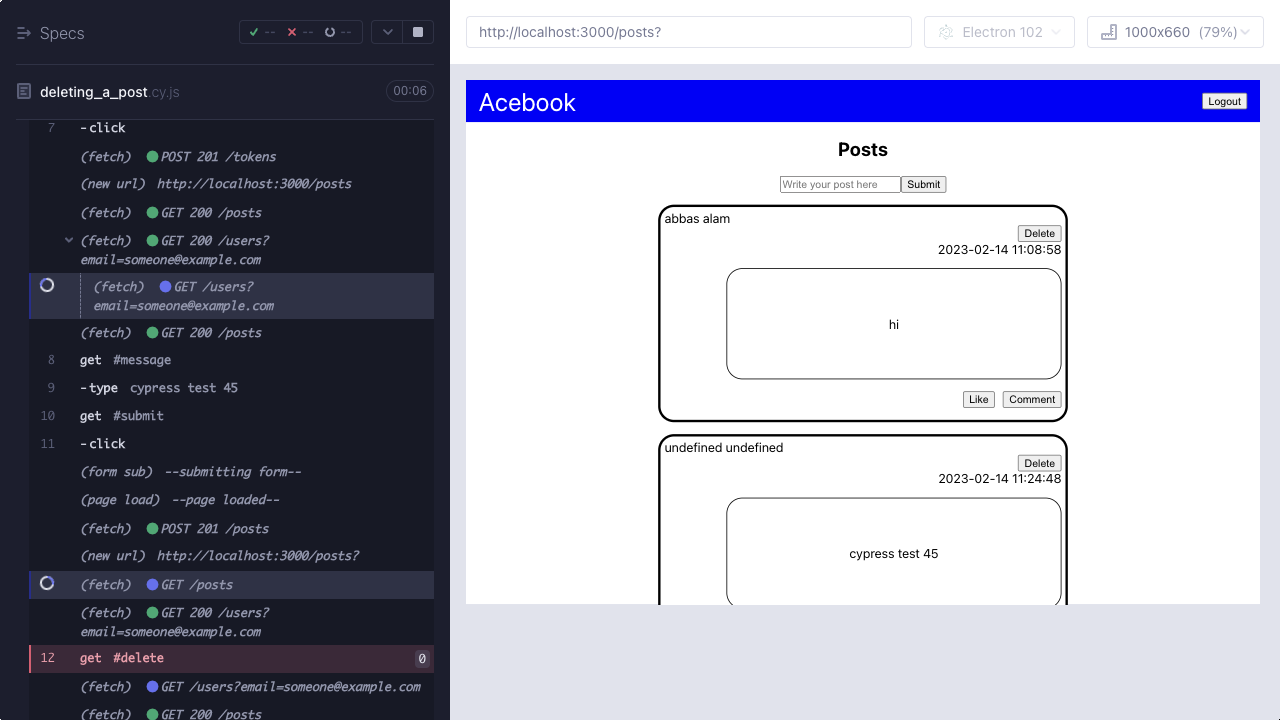 Specs
-- -- --
deleting_a_post.cy.js
00:06
7 -click
(fetch) POST 201 /tokens
(new url) http://localhost:3000/posts
(fetch) GET 200 /posts
(fetch) GET 200 /users?
email=someone@example.com
(fetch) GET /users?
email=someone@example.com
(fetch) GET 200 /posts
8 get #message
9 -type cypress test 45
10 get #submit
11 -click
(form sub) --submitting form--
(page load) --page loaded--
(fetch) POST 201 /posts
(new url) http://localhost:3000/posts?
(fetch) GET /posts
(fetch) GET 200 /users?
email=someone@example.com
12 get #delete 0
(fetch) GET /users?email=someone@example.com
(fetch) GET 200 /posts
http://localhost:3000/posts?
Electron 102
1000x660 (79%)
Acebook
Logout
Posts
Write your post here
Submit
abbas alam
Delete
2023-02-14 11:08:58
hi
Like Comment
undefined undefined
Delete
2023-02-14 11:24:48
cypress test 45